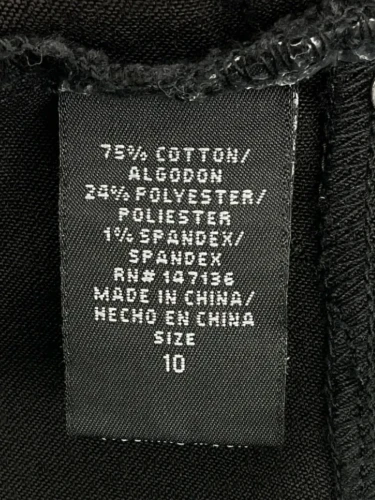 75% COTTON/
ALGODON
24% POLYESTER/
POLIESTER
1% SPANDEX/
SPANDEX
RN# 147136
MADE IN CHINA/
HECHO EN CHINA
SIZE
10